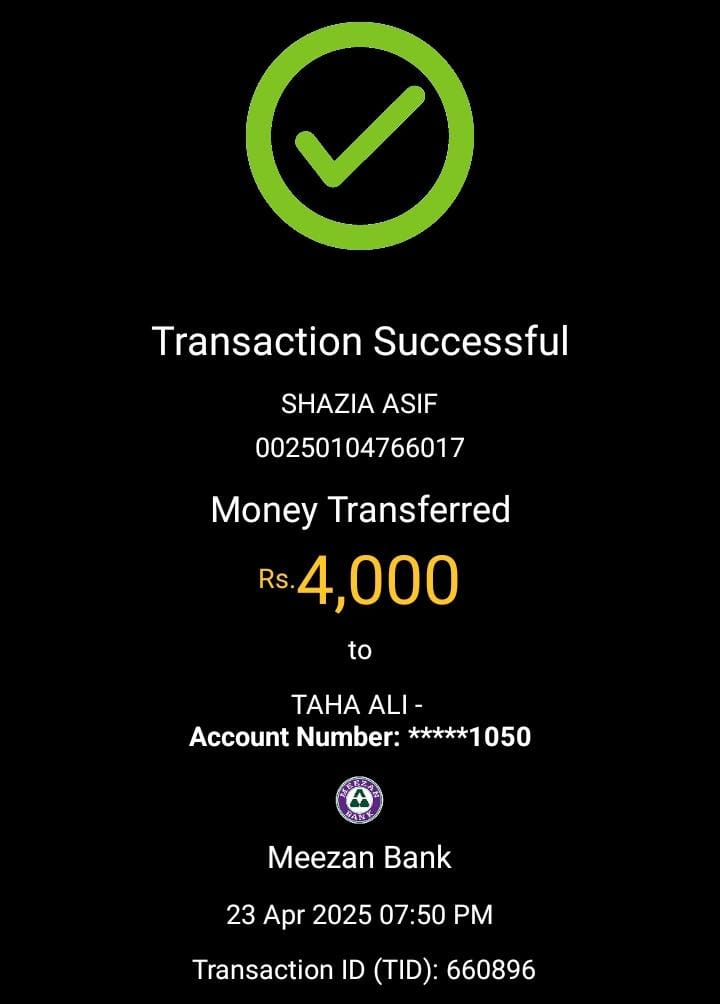 Transaction Successful
SHAZIA ASIF
00250104766017
Money Transferred
Rs.4,000
to
TAHA ALI -
Account Number: *****1050
MEEZAN
BANK
Meezan Bank
23 Apr 2025 07:50 PM
Transaction ID (TID): 660896